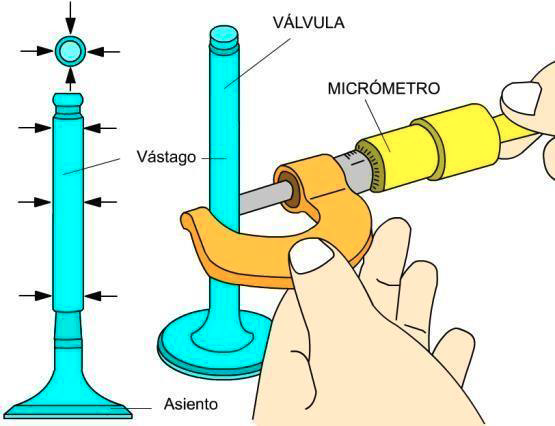 VÁLVULA
MICRÓMETRO
Vástago
Asiento